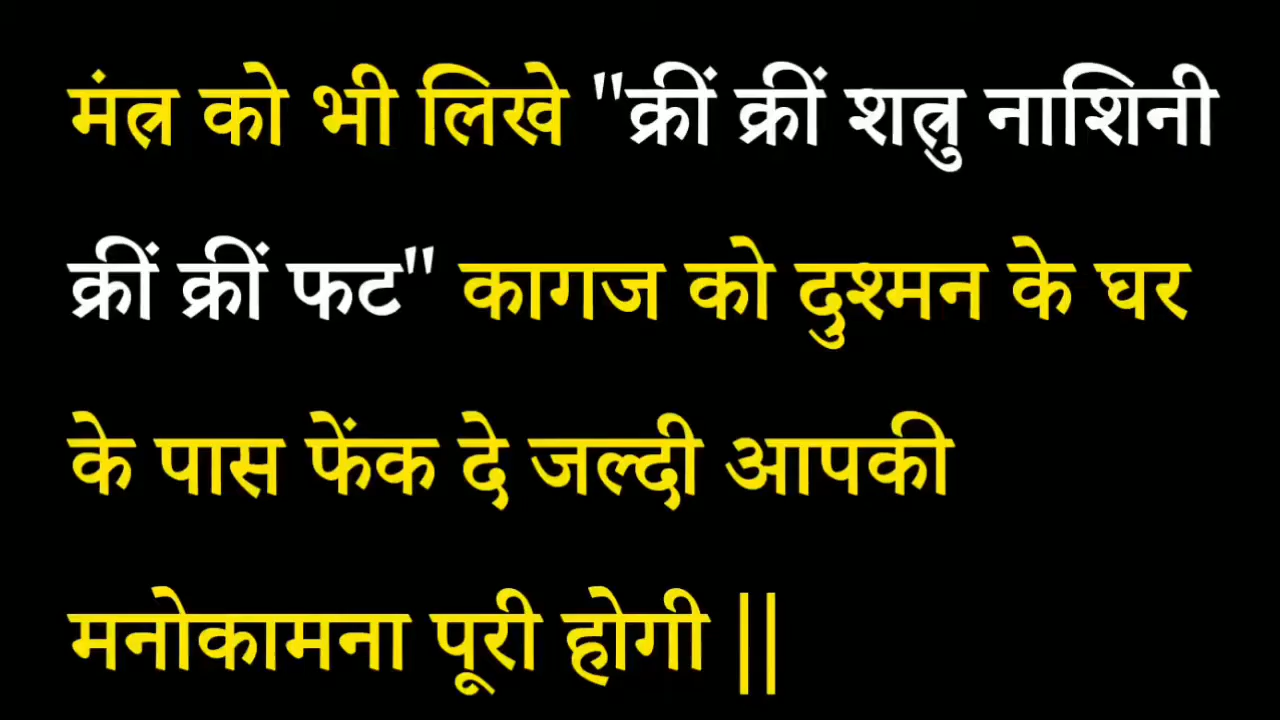 मंत्र को भी लिखे "क्रीं क्रीं शत्रु नाशिनी
क्रीं क्रीं फट" कागज को दुश्मन के घर
के पास फेंक दे जल्दी आपकी
मनोकामना पूरी होगी ||